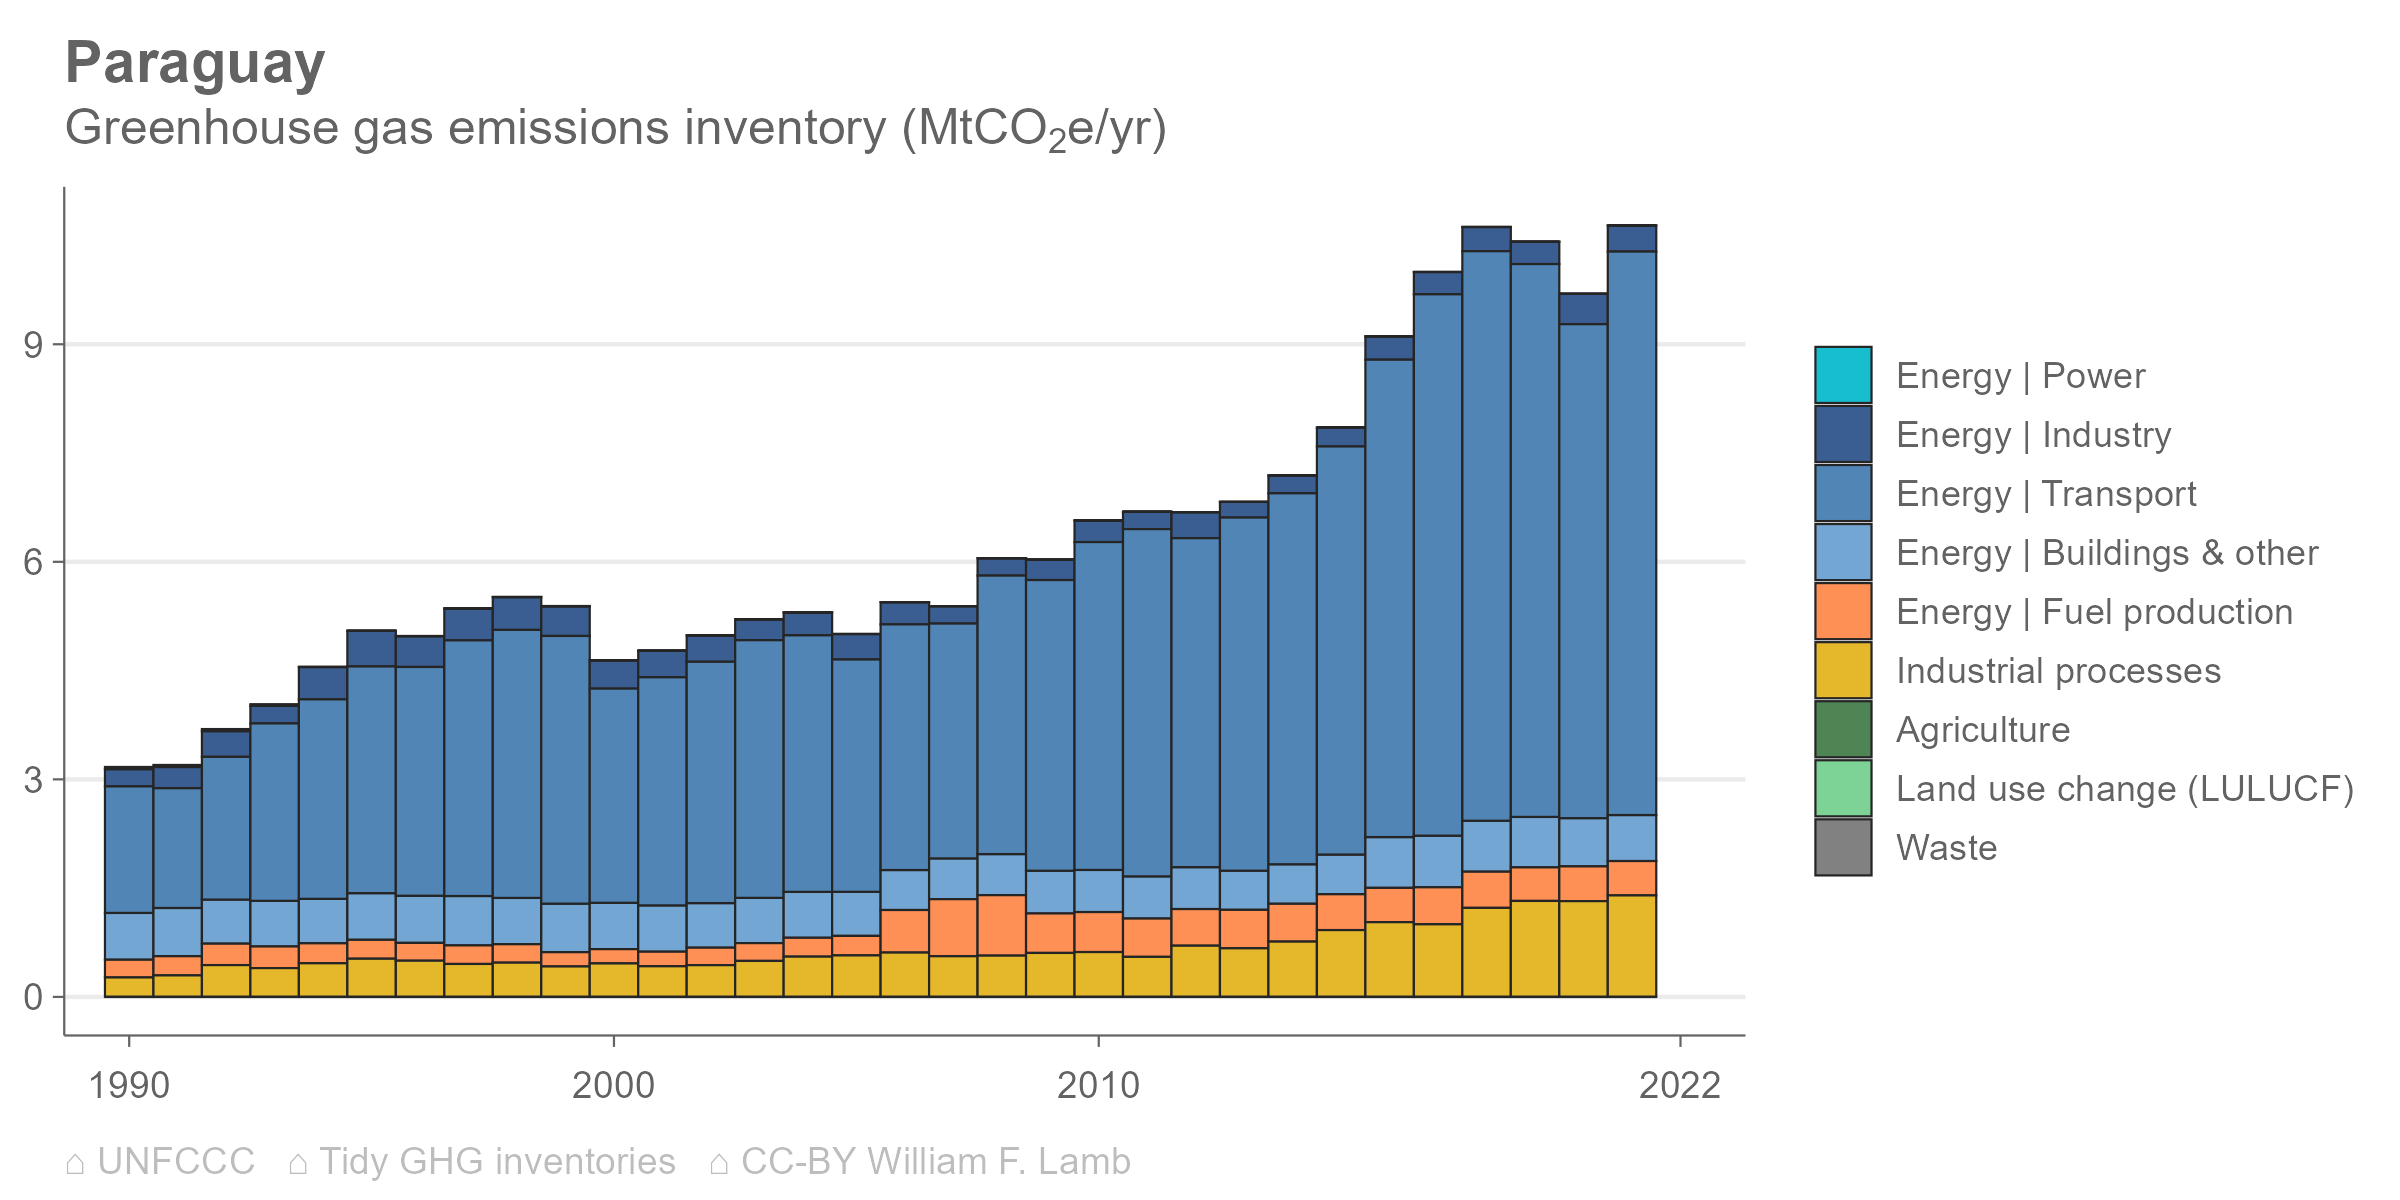 Paraguay
Greenhouse gas emissions inventory (MtCO₂e/yr)
9
6
3
0
1990 2000 2010 2022
Energy | Power
Energy | Industry
Energy | Transport
Energy | Buildings & other
Energy | Fuel production
Industrial processes
Agriculture
Land use change (LULUCF)
Waste
⌂ UNFCCC ⌂ Tidy GHG inventories ⌂ CC-BY William F. Lamb